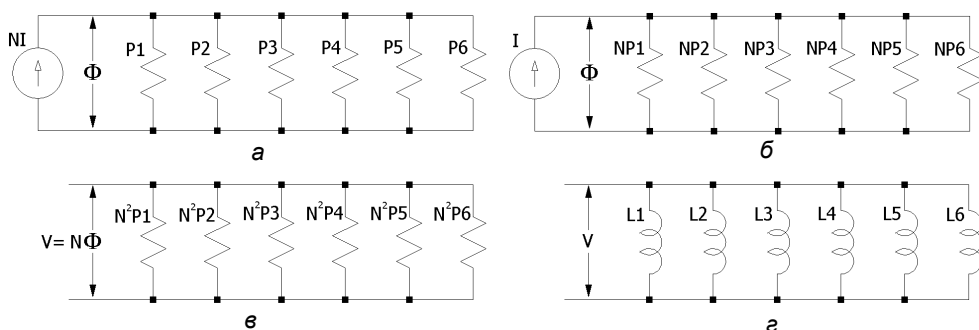 NI Φ P1 P2 P3 P4 P5 P6
I Φ NP1 NP2 NP3 NP4 NP5 NP6
а
б
V= NΦ N²P1 N²P2 N²P3 N²P4 N²P5 N²P6
V L1 L2 L3 L4 L5 L6
в
г